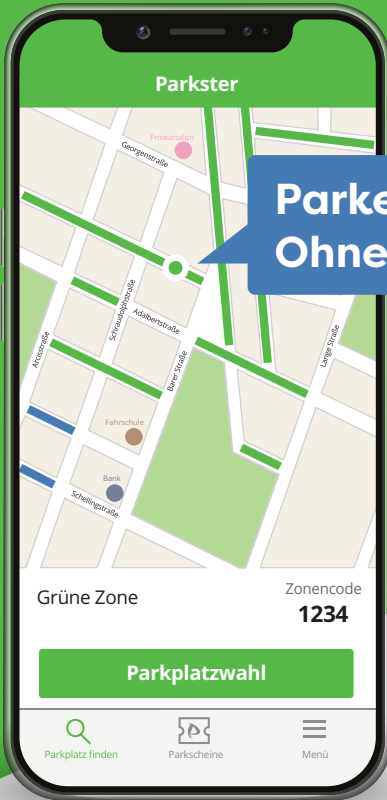 Parkster
Friseursalon
Georgenstraße
Parke
Ohne
Schraudolphstraße
Adalbertstraße
Arcisstraße
Barer Straße
Lange Straße
Fahrschule
Bank
Schellingstraße
Grüne Zone
Zonencode
1234
Parkplatzwahl
Parkplatz finden
Parkscheine
Menü